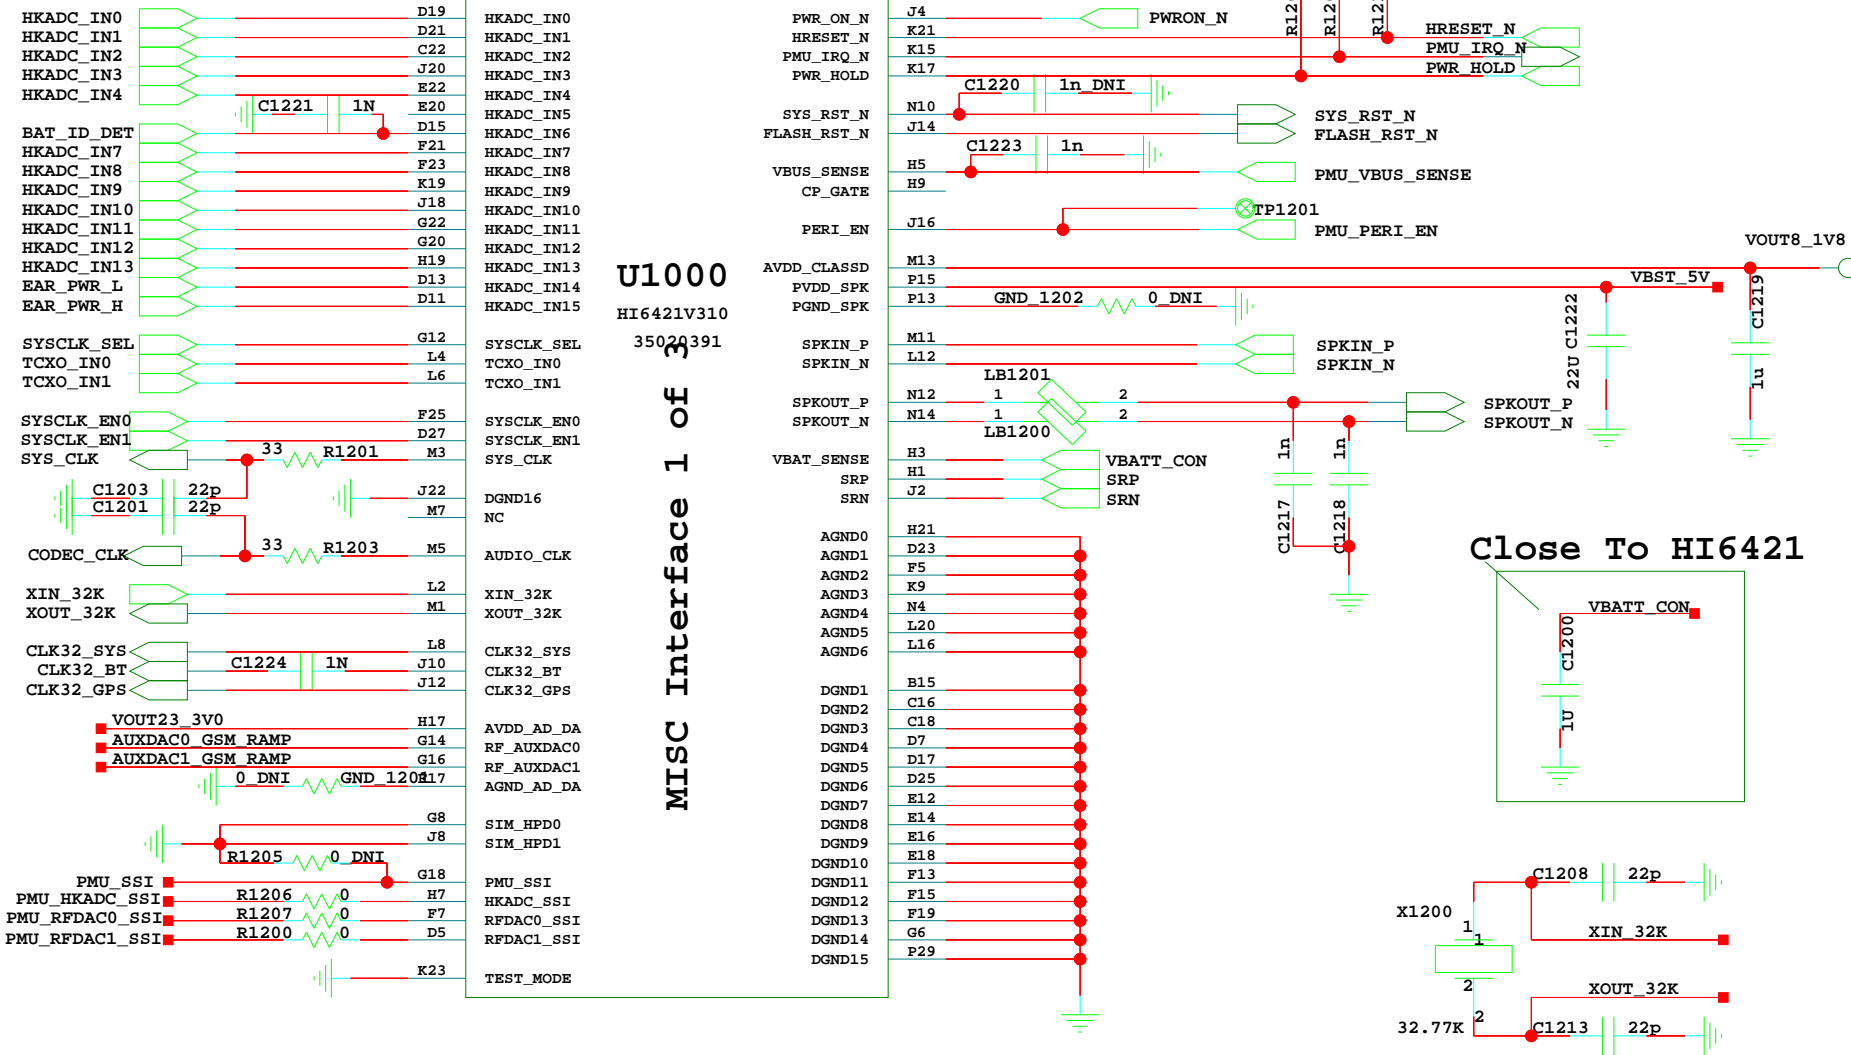 HKADC_IN0 D19 HKADC_IN0 PWR_ON_N J4 PWRON_N
HKADC_IN1 D21 HKADC_IN1 HRESET_N K21 HRESET_N
HKADC_IN2 C22 HKADC_IN2 PMU_IRQ_N K15 PMU_IRQ_N
HKADC_IN3 J20 HKADC_IN3 PWR_HOLD K17 PWR_HOLD
HKADC_IN4 E22 HKADC_IN4 C1220 1n_DNI
C1221 1N E20 HKADC_IN5 SYS_RST_N N10 SYS_RST_N
BAT_ID_DET D15 HKADC_IN6 FLASH_RST_N J14 FLASH_RST_N
HKADC_IN7 F21 HKADC_IN7 C1223 1n
HKADC_IN8 F23 HKADC_IN8 VBUS_SENSE H5 PMU_VBUS_SENSE
HKADC_IN9 K19 HKADC_IN9 CP_GATE H9
HKADC_IN10 J18 HKADC_IN10 TP1201
HKADC_IN11 G22 HKADC_IN11 PERI_EN J16 PMU_PERI_EN
HKADC_IN12 G20 HKADC_IN12 VOUT8_1V8
HKADC_IN13 H19 HKADC_IN13 AVDD_CLASSD M13
U1000
EAR_PWR_L D13 HKADC_IN14 PVDD_SPK P15 VBST_5V
EAR_PWR_H D11 HKADC_IN15 PGND_SPK P13 GND_1202 0_DNI
HI6421V310
35020391
C1219
1u
22U C1222
SYSCLK_SEL G12 SYSCLK_SEL SPKIN_P M11 SPKIN_P
TCXO_IN0 L4 TCXO_IN0 SPKIN_N L12 SPKIN_N
TCXO_IN1 L6 TCXO_IN1 LB1201
SPKOUT_P N12 1 2 SPKOUT_P
SYSCLK_EN0 F25 SYSCLK_EN0 SPKOUT_N N14 1 2 SPKOUT_N
SYSCLK_EN1 D27 SYSCLK_EN1 LB1200
SYS_CLK 33 R1201 M3 SYS_CLK VBAT_SENSE H3 VBATT_CON
SRP H1 SRP
C1203 22p J22 DGND16 SRN J2 SRN
C1201 22p M7 NC
1n 1n
C1217 C1218
MISC Interface 1 of 3
AGND0 H21
CODEC_CLK 33 R1203 M5 AUDIO_CLK AGND1 D23
Close To HI6421
AGND2 F5
XIN_32K L2 XIN_32K AGND3 K9
XOUT_32K M1 XOUT_32K AGND4 N4 VBATT_CON
AGND5 L20
C1200
1U
CLK32_SYS L8 CLK32_SYS AGND6 L16
CLK32_BT C1224 1N J10 CLK32_BT
CLK32_GPS J12 CLK32_GPS DGND1 B15
DGND2 C16
VOUT23_3V0 H17 AVDD_AD_DA DGND3 C18
AUXDAC0_GSM_RAMP G14 RF_AUXDAC0 DGND4 D7
AUXDAC1_GSM_RAMP G16 RF_AUXDAC1 DGND5 D17
0_DNI AGND_AD_DA DGND6 D25
DGND7 E12
G8 SIM_HPD0 DGND8 E14
J8 SIM_HPD1 DGND9 E16
R1205 0_DNI DGND10 E18
PMU_SSI G18 PMU_SSI DGND11 F13
PMU_HKADC_SSI R1206 0 H7 HKADC_SSI DGND12 F15
PMU_RFDAC0_SSI R1207 0 F7 RFDAC0_SSI DGND13 F19
PMU_RFDAC1_SSI R1200 0 D5 RFDAC1_SSI DGND14 G6
DGND15 P29
K23 TEST_MODE
C1208 22p
X1200
1
1
XIN_32K
2
XOUT_32K
2
32.77K C1213 22p